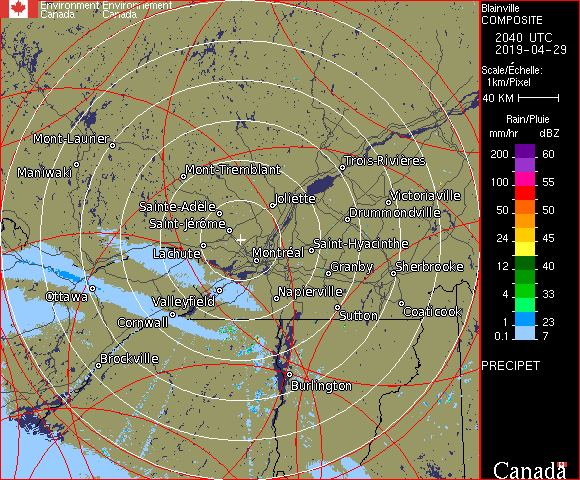 Environment Environnement
Canada Canada
Blainville
COMPOSITE
2040 UTC
2019-04-29
Scale/Échelle:
1km/Pixel
40 KM
Rain/Pluie
mm/hr dBZ
200 60
100 55
50 50
24 45
12 40
4 33
1 23
0.1 7
PRECIPET
Mont-Laurier
Maniwaki
Mont-Tremblant
Trois-Rivières
Joliette
Victoriaville
Sainte-Adèle
Drummondville
Saint-Jérôme
Lachute
Montréal
Saint-Hyacinthe
Granby
Sherbrooke
Ottawa
Valleyfield
Napierville
Cornwall
Sutton
Coaticook
Brockville
Burlington
Canada